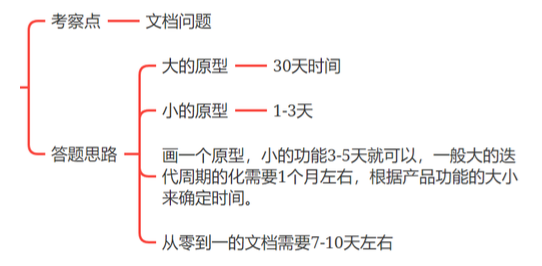 考察点
文档问题
大的原型
30天时间
小的原型
1-3天
答题思路
画一个原型，小的功能3-5天就可以，一般大的迭
代周期的化需要1个月左右，根据产品功能的大小
来确定时间。
从零到一的文档需要7-10天左右